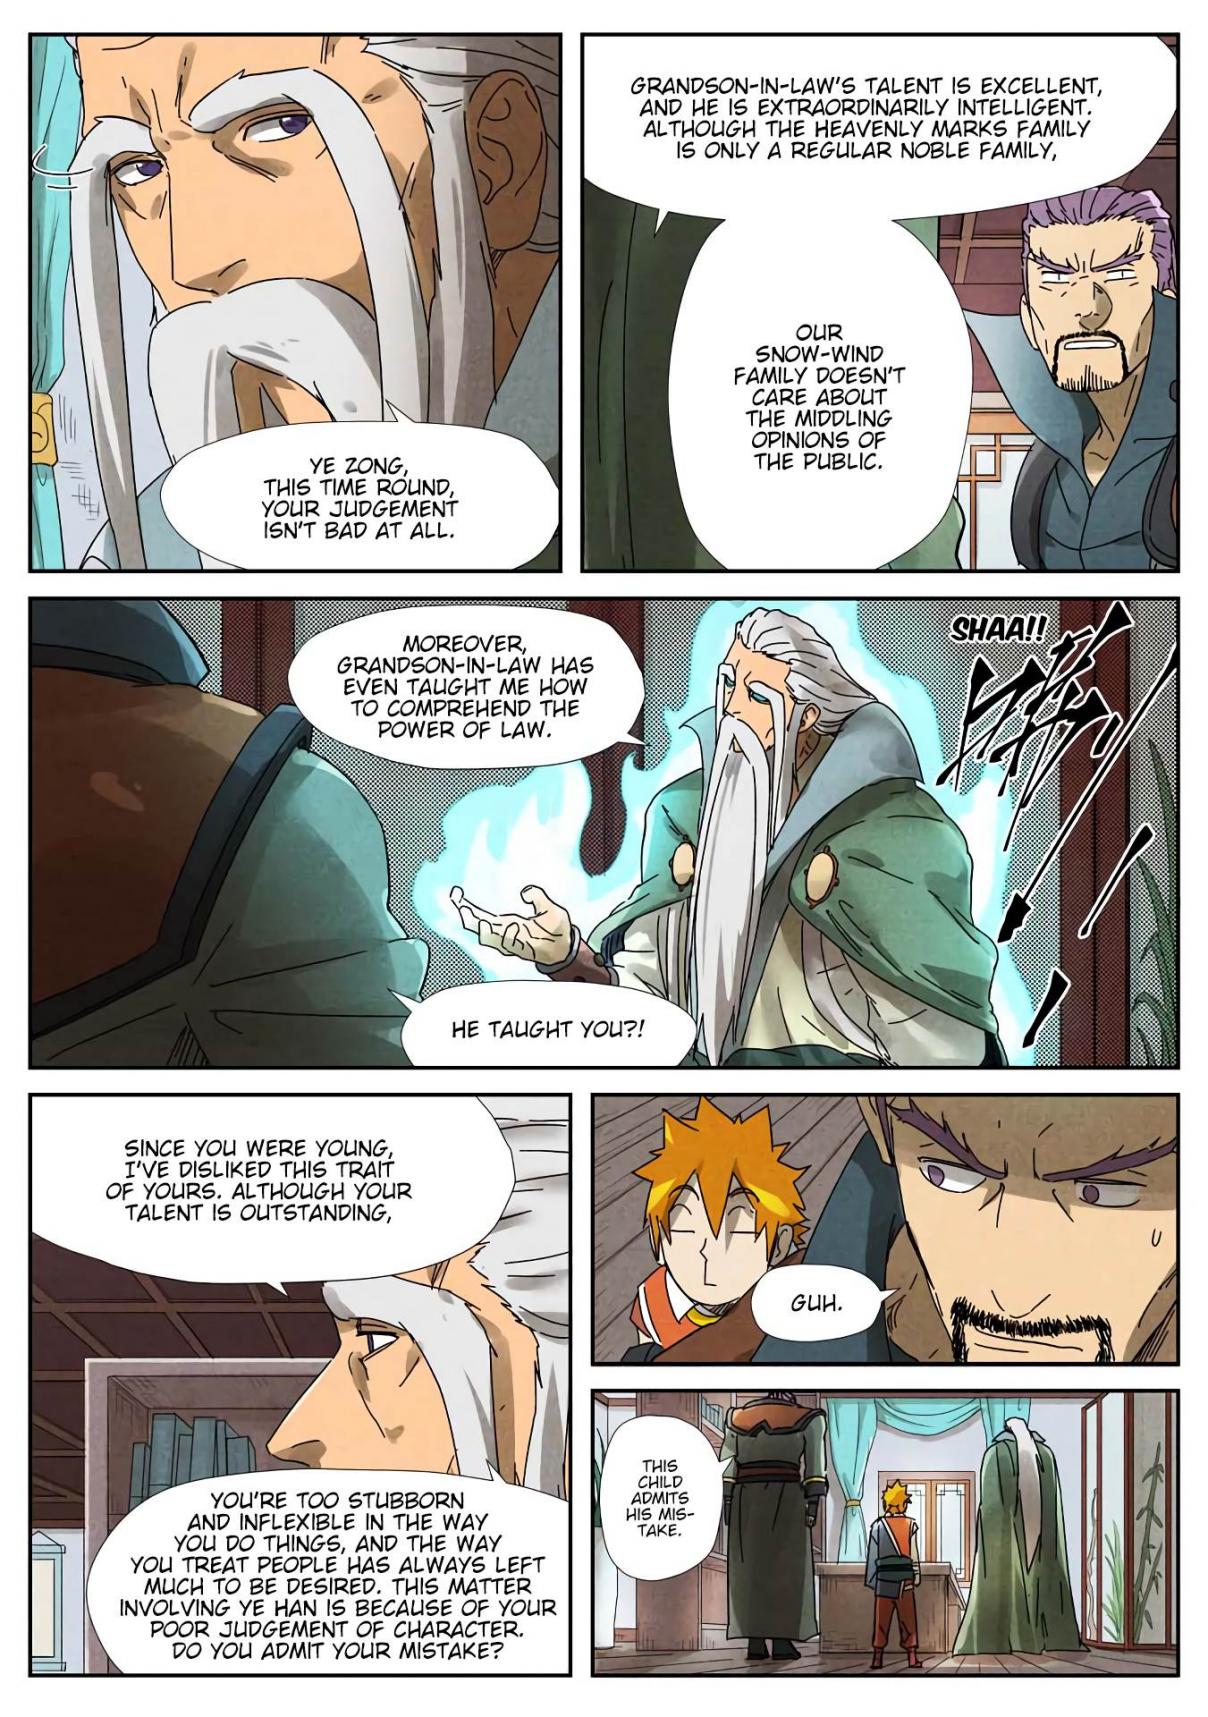 YE ZONG,
THIS TIME ROUND,
YOUR JUDGEMENT
ISN'T BAD AT ALL.
GRANDSON-IN-LAW'S TALENT IS EXCELLENT,
AND HE IS EXTRAORDINARILY INTELLIGENT.
ALTHOUGH THE HEAVENLY MARKS FAMILY
IS ONLY A REGULAR NOBLE FAMILY,
OUR
SNOW-WIND
FAMILY DOESN'T
CARE ABOUT
THE MIDDLING
OPINIONS OF
THE PUBLIC.
MOREOVER,
GRANDSON-IN-LAW HAS
EVEN TAUGHT ME HOW
TO COMPREHEND THE
POWER OF LAW.
SHAA!!
HE TAUGHT YOU?!
SINCE YOU WERE YOUNG,
I'VE DISLIKED THIS TRAIT
OF YOURS. ALTHOUGH YOUR
TALENT IS OUTSTANDING,
YOU'RE TOO STUBBORN
AND INFLEXIBLE IN THE WAY
YOU DO THINGS, AND THE WAY
YOU TREAT PEOPLE HAS ALWAYS LEFT
MUCH TO BE DESIRED. THIS MATTER
INVOLVING YE HAN IS BECAUSE OF YOUR
POOR JUDGEMENT OF CHARACTER.
DO YOU ADMIT YOUR MISTAKE?
GUH.
THIS
CHILD
ADMITS
HIS MIS-
TAKE.